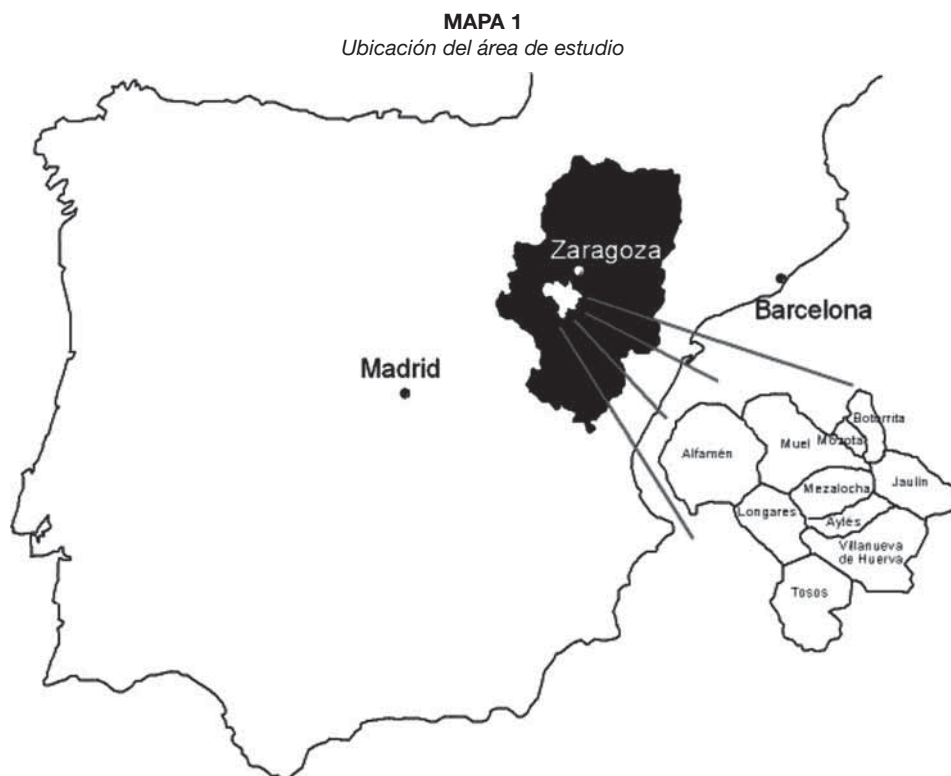 MAPA 1
Ubicación del área de estudio
Zaragoza
Barcelona
Madrid
Botorrita
Muel
Mozota
Alfamén
Jaulín
Mezalocha
Longares
Aylés
Villanueva
de Huerva
Tosos